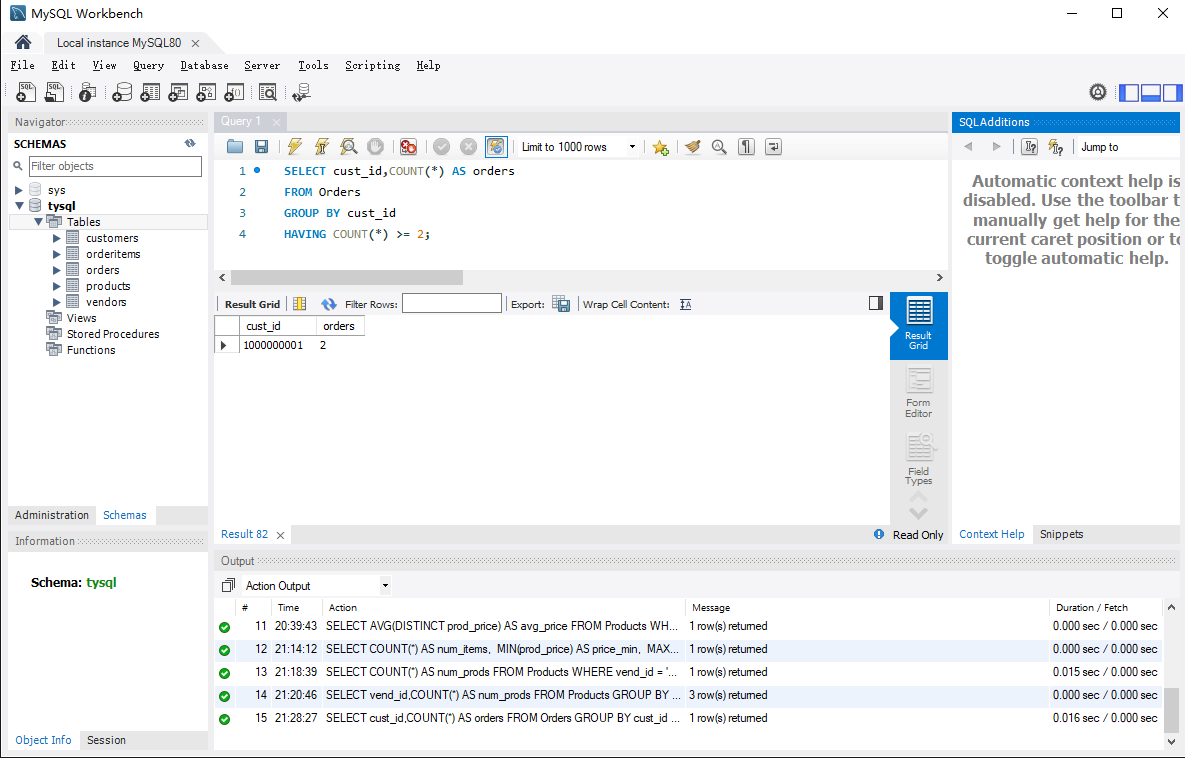 MySQL Workbench
Local instance MySQL80
File Edit View Query Database Server Tools Scripting Help
SQL SQL
Navigator
SCHEMAS
Filter objects
sys
tysql
Tables
customers
orderitems
orders
products
vendors
Views
Stored Procedures
Functions
Administration Schemas
Information
Schema: tysql
Object Info Session
Query 1
Limit to 1000 rows
1 SELECT cust_id,COUNT(*) AS orders
2 FROM Orders
3 GROUP BY cust_id
4 HAVING COUNT(*) >= 2;
Result Grid Filter Rows: Export: Wrap Cell Content: IA
cust_id orders
1000000001 2
Result Grid
Form Editor
Field Types
Result 82 Read Only
SQLAdditions
Jump to
Automatic context help is
disabled. Use the toolbar t
manually get help for the
current caret position or to
toggle automatic help.
Context Help Snippets
Output
Action Output
# Time Action Message Duration / Fetch
11 20:39:43 SELECT AVG(DISTINCT prod_price) AS avg_price FROM Products WH... 1 row(s) returned 0.000 sec / 0.000 sec
12 21:14:12 SELECT COUNT(*) AS num_items, MIN(prod_price) AS price_min, MAX... 1 row(s) returned 0.000 sec / 0.000 sec
13 21:18:39 SELECT COUNT(*) AS num_prods FROM Products WHERE vend_id = '... 1 row(s) returned 0.015 sec / 0.000 sec
14 21:20:46 SELECT vend_id,COUNT(*) AS num_prods FROM Products GROUP BY ... 3 row(s) returned 0.000 sec / 0.000 sec
15 21:28:27 SELECT cust_id,COUNT(*) AS orders FROM Orders GROUP BY cust_id ... 1 row(s) returned 0.016 sec / 0.000 sec